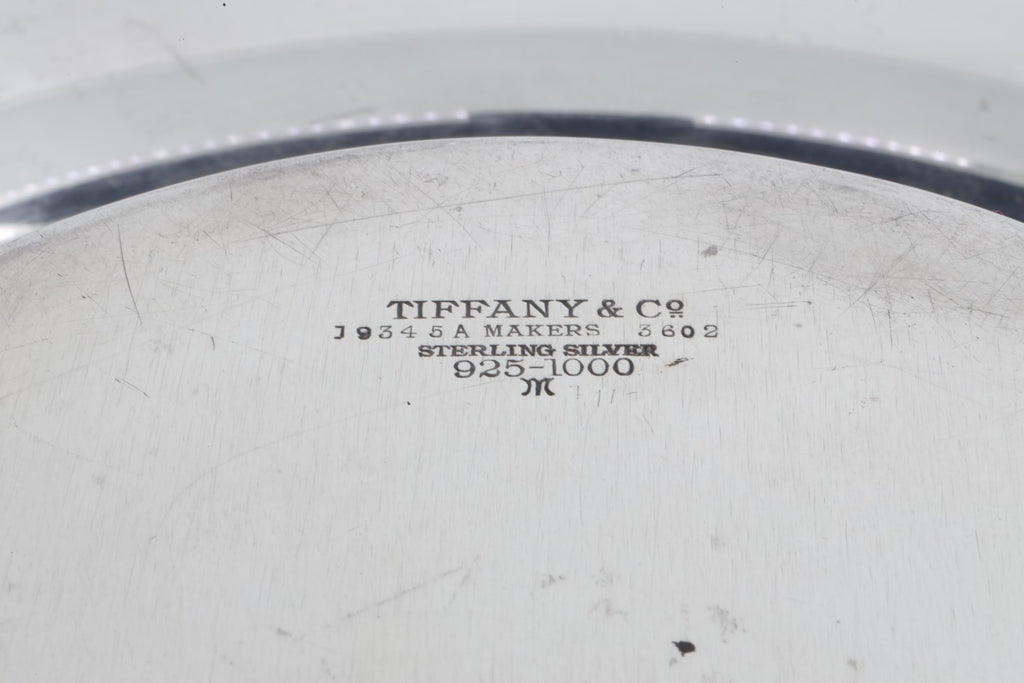 TIFFANY & Co
19345A MAKERS 3602
STERLING SILVER
925-1000
M